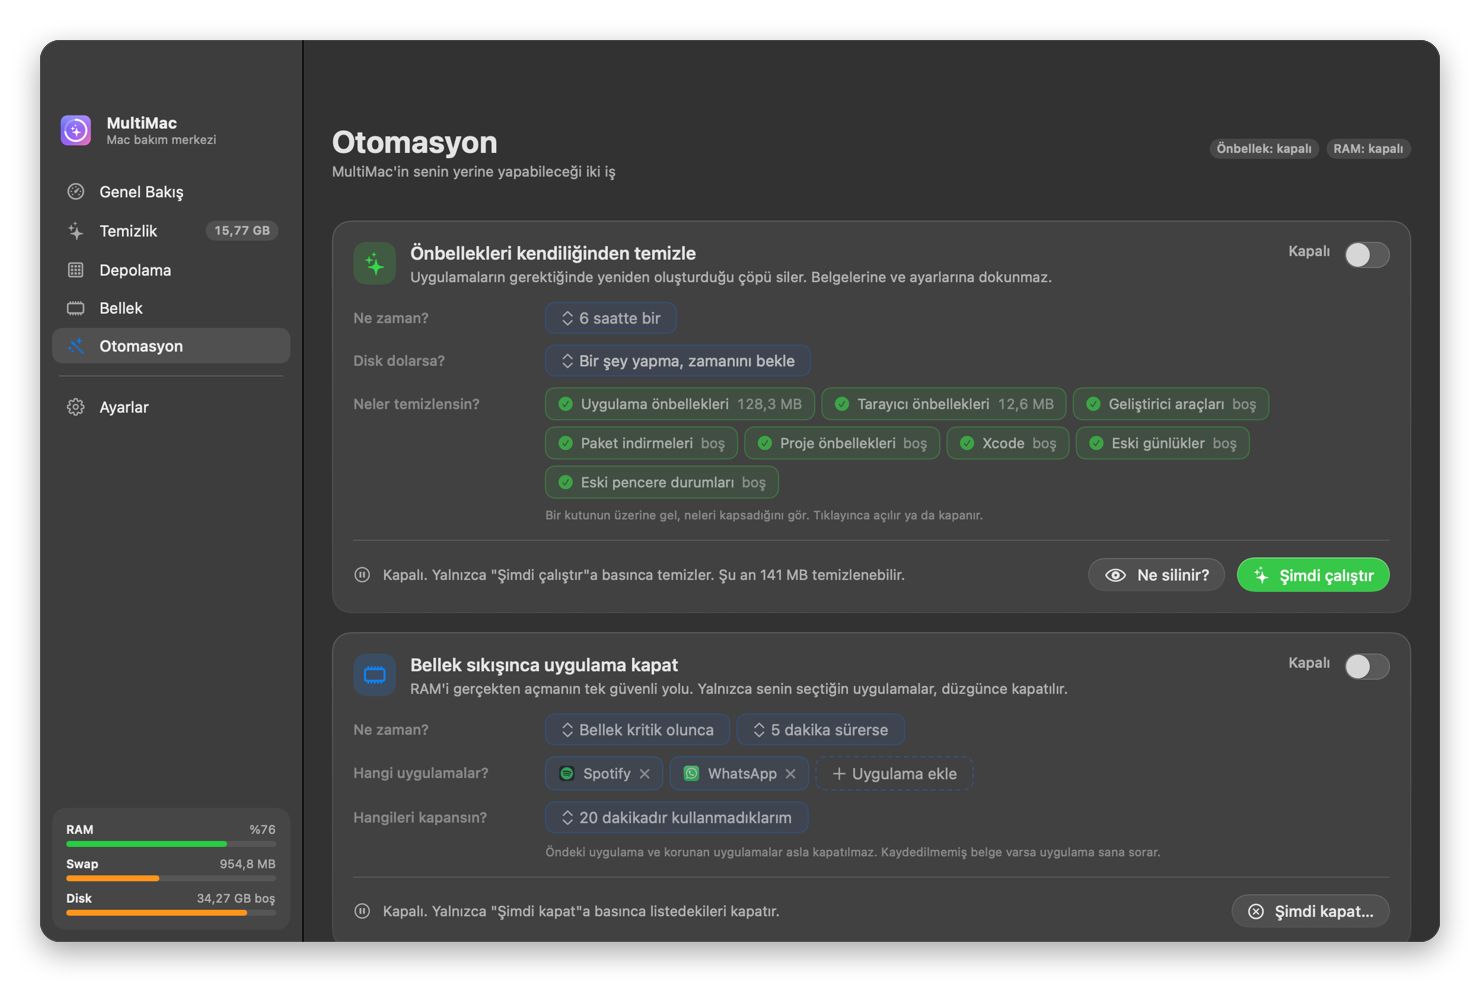 MultiMac
Mac bakım merkezi
Genel Bakış
Temizlik 15,77 GB
Depolama
Bellek
Otomasyon
Ayarlar
RAM %76
Swap 954,8 MB
Disk 34,27 GB boş
Otomasyon
MultiMac'in senin yerine yapabileceği iki iş
Önbellek: kapalı RAM: kapalı
Önbellekleri kendiliğinden temizle
Uygulamaların gerektiğinde yeniden oluşturduğu çöpü siler. Belgelerine ve ayarlarına dokunmaz.
Kapalı
Ne zaman? 6 saatte bir
Disk dolarsa? Bir şey yapma, zamanını bekle
Neler temizlensin? Uygulama önbellekleri 128,3 MB Tarayıcı önbellekleri 12,6 MB Geliştirici araçları boş
Paket indirmeleri boş Proje önbellekleri boş Xcode boş Eski günlükler boş
Eski pencere durumları boş
Bir kutunun üzerine gel, neleri kapsadığını gör. Tıklayınca açılır ya da kapanır.
Kapalı. Yalnızca "Şimdi çalıştır"a basınca temizler. Şu an 141 MB temizlenebilir.
Ne silinir? Şimdi çalıştır
Bellek sıkışınca uygulama kapat
RAM'i gerçekten açmanın tek güvenli yolu. Yalnızca senin seçtiğin uygulamalar, düzgünce kapatılır.
Kapalı
Ne zaman? Bellek kritik olunca 5 dakika sürerse
Hangi uygulamalar? Spotify WhatsApp + Uygulama ekle
Hangileri kapansın? 20 dakikadır kullanmadıklarım
Öndeki uygulama ve korunan uygulamalar asla kapatılmaz. Kaydedilmemiş belge varsa uygulama sana sorar.
Kapalı. Yalnızca "Şimdi kapat"a basınca listedekileri kapatır.
Şimdi kapat...